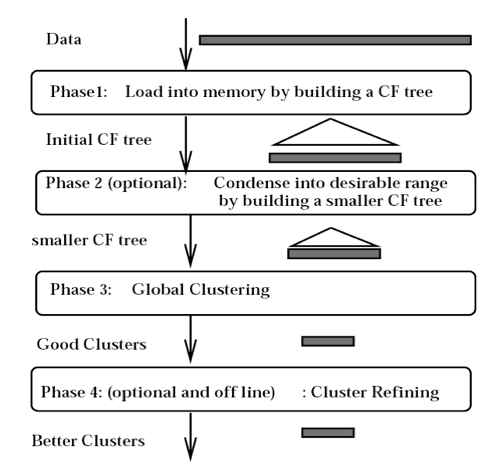 Data
Phase1: Load into memory by building a CF tree
Initial CF tree
Phase 2 (optional): Condense into desirable range
by building a smaller CF tree
smaller CF tree
Phase 3: Global Clustering
Good Clusters
Phase 4: (optional and off line) : Cluster Refining
Better Clusters